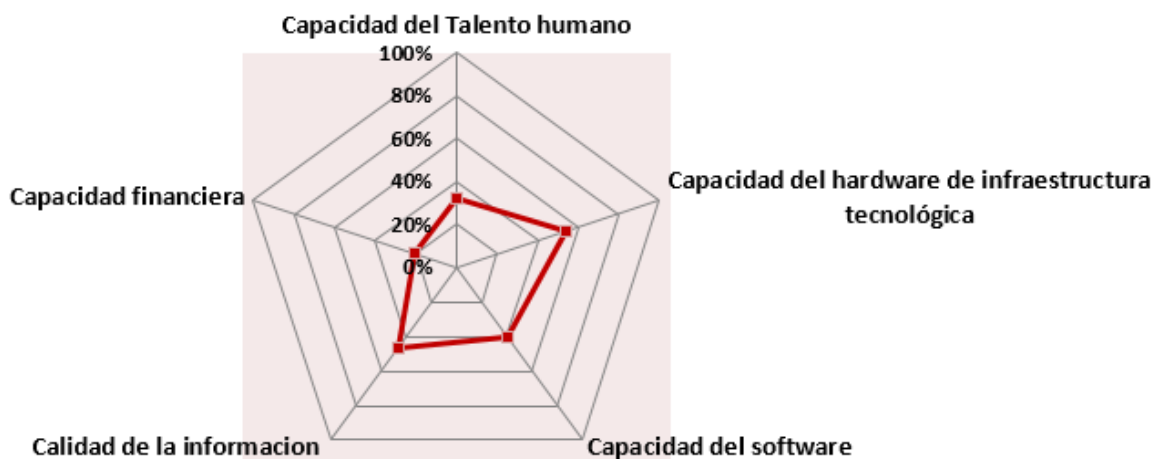 Capacidad del Talento humano
100%
80%
60%
40%
20%
0%
Capacidad del hardware de infraestructura
tecnológica
Capacidad financiera
Calidad de la informacion
Capacidad del software